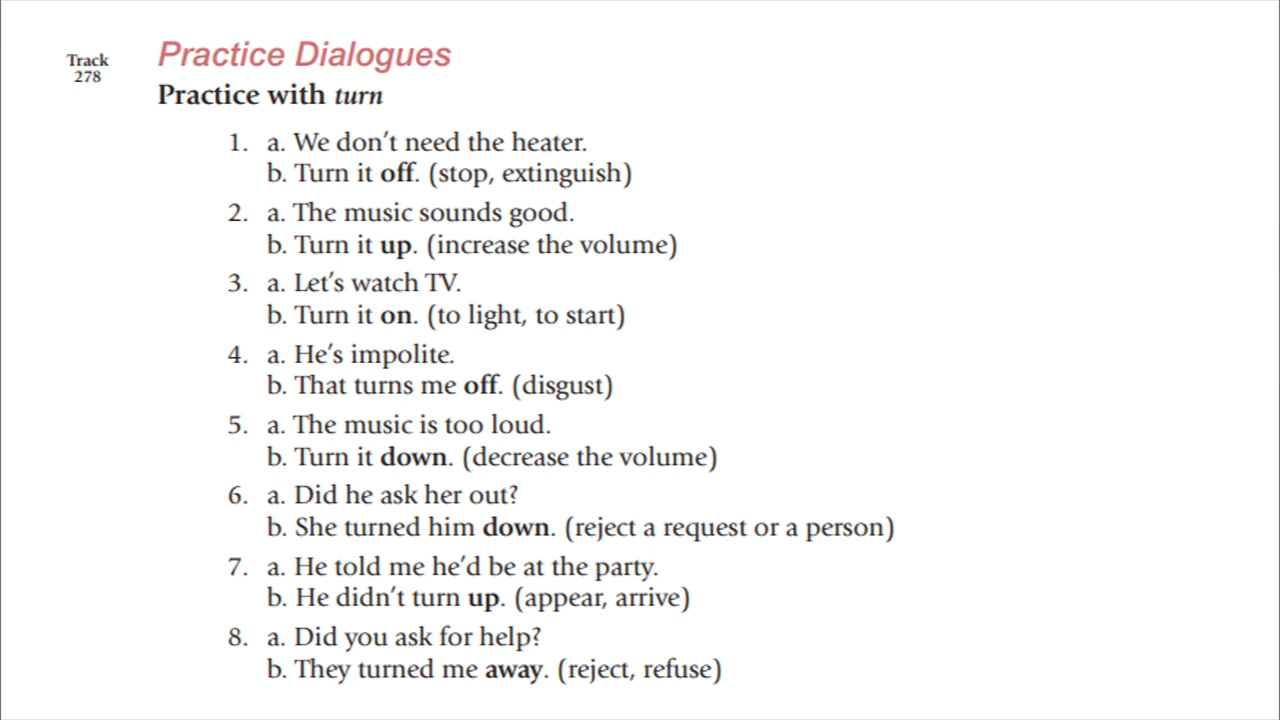 Track
278
Practice Dialogues
Practice with turn
1. a. We don’t need the heater.
b. Turn it off. (stop, extinguish)
2. a. The music sounds good.
b. Turn it up. (increase the volume)
3. a. Let’s watch TV.
b. Turn it on. (to light, to start)
4. a. He’s impolite.
b. That turns me off. (disgust)
5. a. The music is too loud.
b. Turn it down. (decrease the volume)
6. a. Did he ask her out?
b. She turned him down. (reject a request or a person)
7. a. He told me he’d be at the party.
b. He didn’t turn up. (appear, arrive)
8. a. Did you ask for help?
b. They turned me away. (reject, refuse)